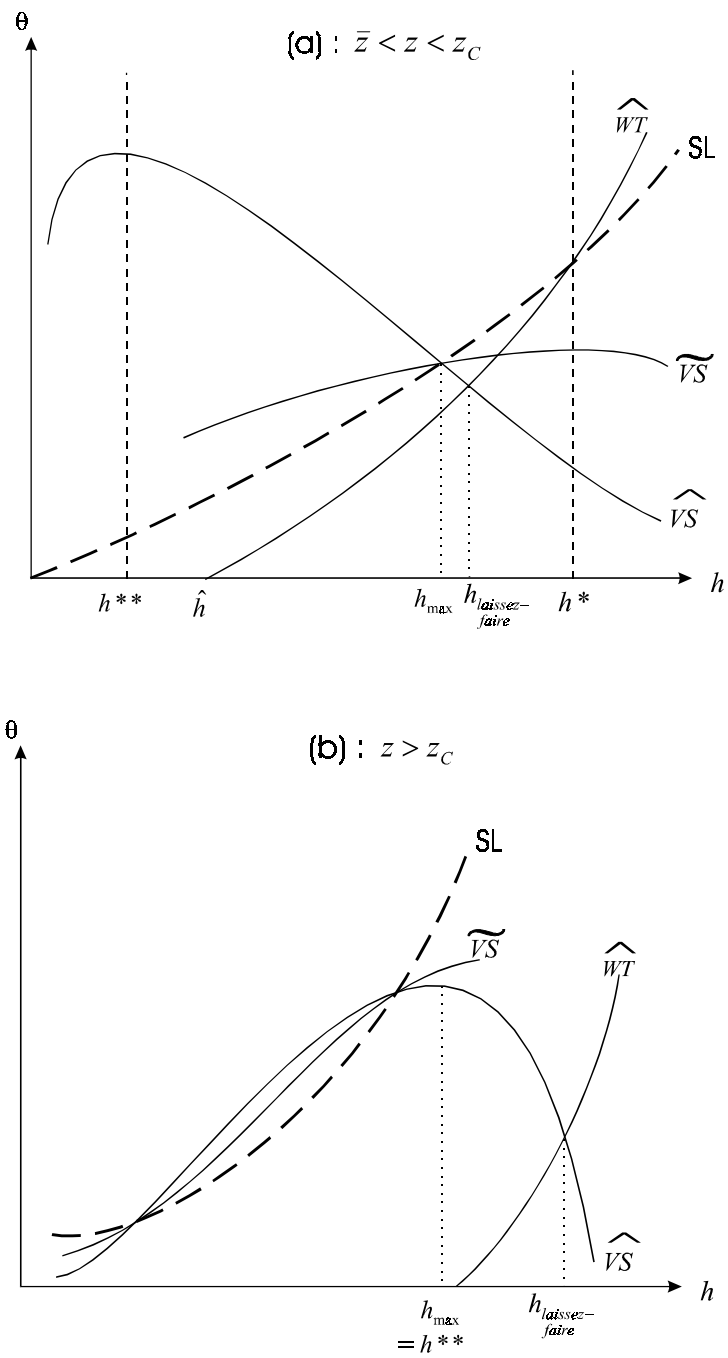 θ
(a) : z̄ < z < z_C
ŴT
SL
ṼS
V̂S
h
h**
ĥ
h_max
h_laissez–
faire
h*
θ
(b) : z > z_C
SL
ṼS
ŴT
V̂S
h
h_max
= h**
h_laissez–
faire